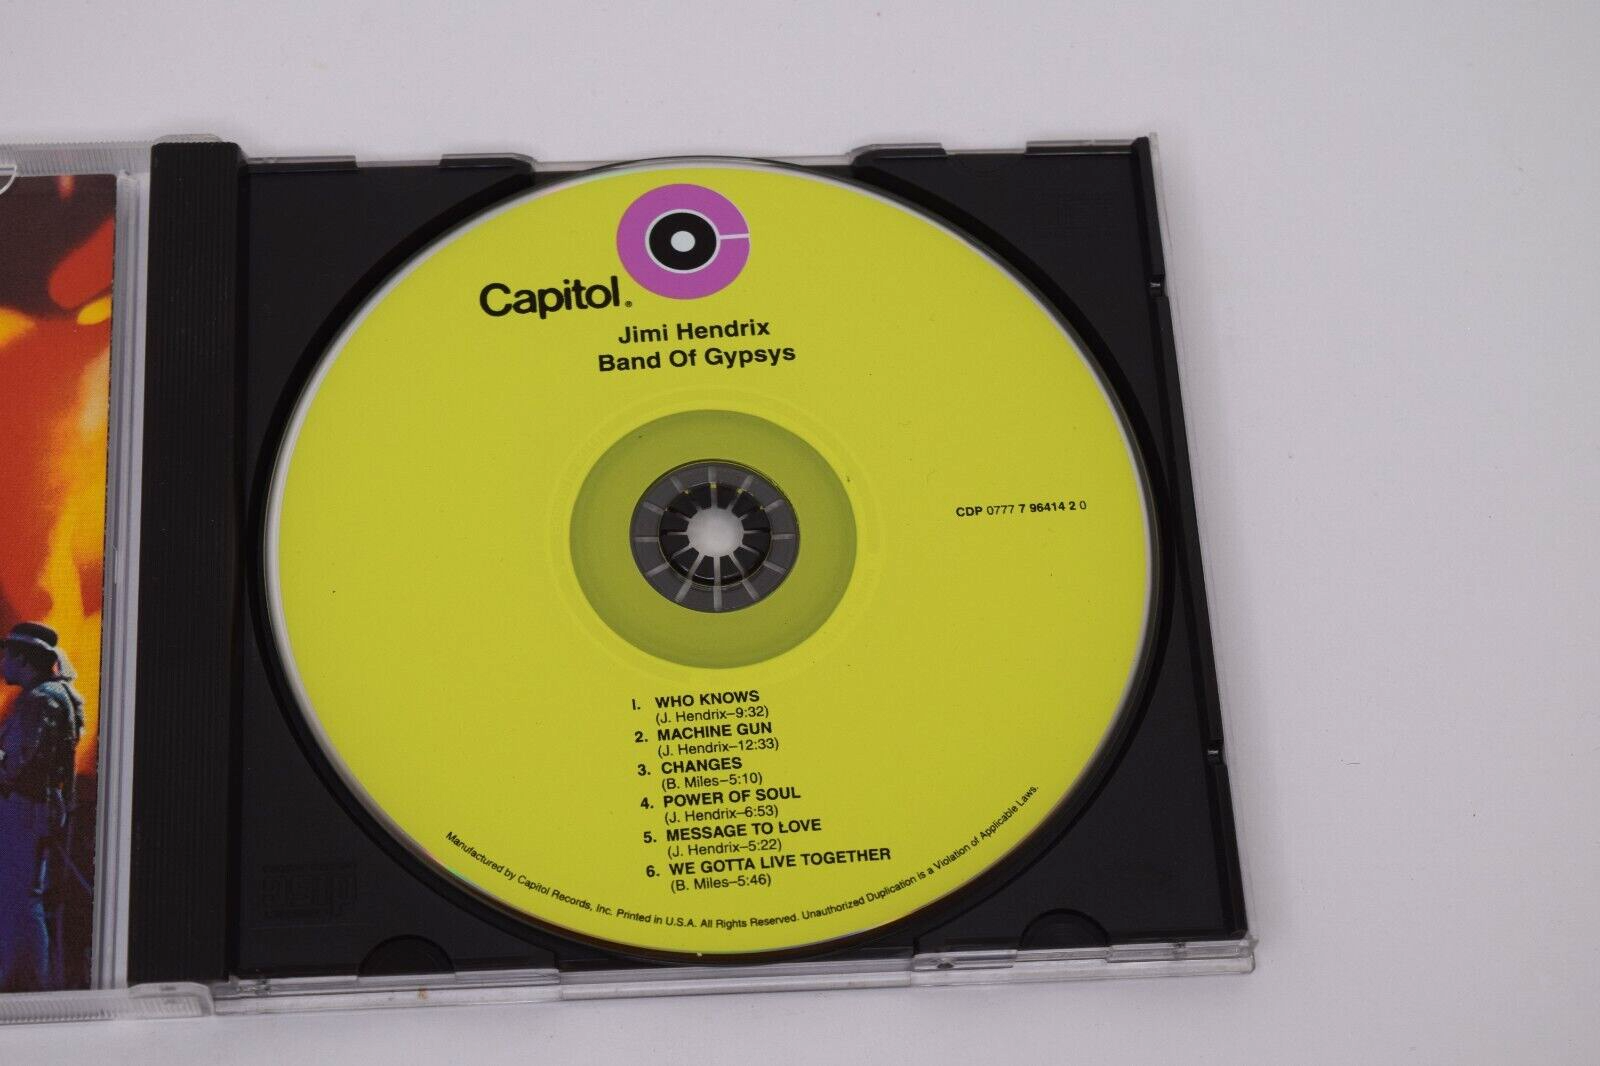 Capitol®
Jimi Hendrix
Band Of Gypsys
CDP 0777 7 96414 2 0
1. WHO KNOWS
(J. Hendrix–9:32)
2. MACHINE GUN
(J. Hendrix–12:33)
3. CHANGES
(B. Miles–5:10)
4. POWER OF SOUL
(J. Hendrix–6:53)
5. MESSAGE TO LOVE
(J. Hendrix–5:22)
6. WE GOTTA LIVE TOGETHER
(B. Miles–5:46)
Manufactured by Capitol Records, Inc. Printed in U.S.A. All Rights Reserved. Unauthorized Duplication is a Violation of Applicable Laws.